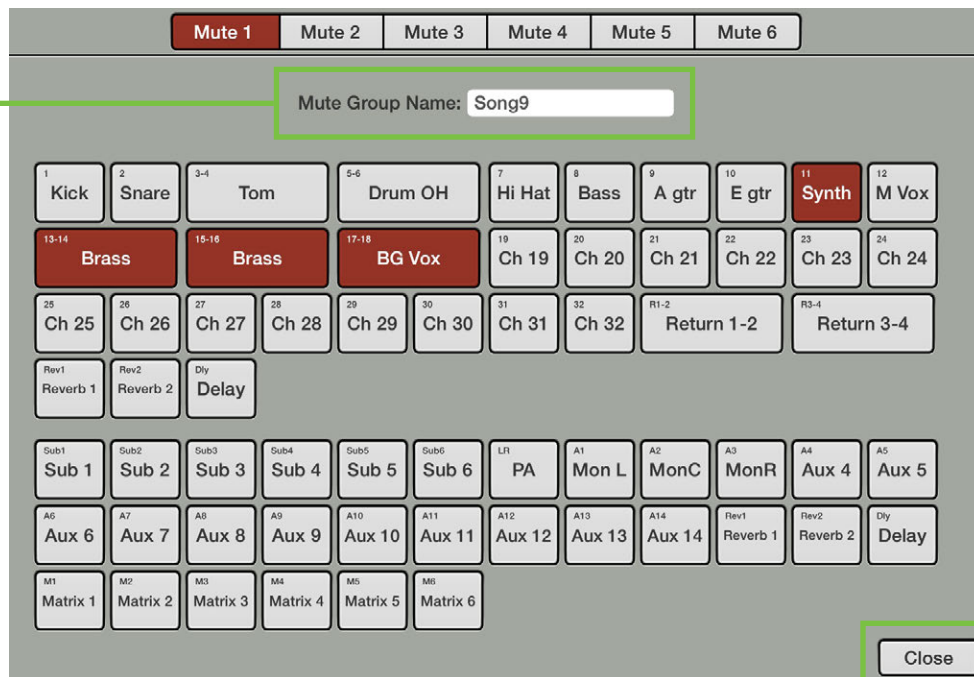 Mute 1 Mute 2 Mute 3 Mute 4 Mute 5 Mute 6
Mute Group Name: Song9
1 2 3-4 5-6 7 8 9 10 11 12
Kick Snare Tom Drum OH Hi Hat Bass A gtr E gtr Synth M Vox
13-14 15-16 17-18 19 20 21 22 23 24
Brass Brass BG Vox Ch 19 Ch 20 Ch 21 Ch 22 Ch 23 Ch 24
25 26 27 28 29 30 31 32 R1-2 R3-4
Ch 25 Ch 26 Ch 27 Ch 28 Ch 29 Ch 30 Ch 31 Ch 32 Return 1-2 Return 3-4
Rev1 Rev2 Dly
Reverb 1 Reverb 2 Delay
Sub1 Sub2 Sub3 Sub4 Sub5 Sub6 LR A1 A2 A3 A4 A5
Sub 1 Sub 2 Sub 3 Sub 4 Sub 5 Sub 6 PA Mon L MonC MonR Aux 4 Aux 5
A6 A7 A8 A9 A10 A11 A12 A13 A14 Rev1 Rev2 Dly
Aux 6 Aux 7 Aux 8 Aux 9 Aux 10 Aux 11 Aux 12 Aux 13 Aux 14 Reverb 1 Reverb 2 Delay
M1 M2 M3 M4 M5 M6
Matrix 1 Matrix 2 Matrix 3 Matrix 4 Matrix 5 Matrix 6
Close